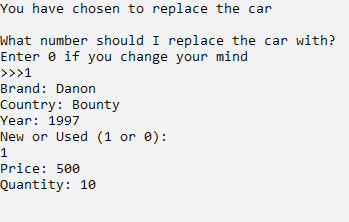 You have chosen to replace the car
What number should I replace the car with?
Enter 0 if you change your mind
>>>1
Brand: Danon
Country: Bounty
Year: 1997
New or Used (1 or 0):
1
Price: 500
Quantity: 10